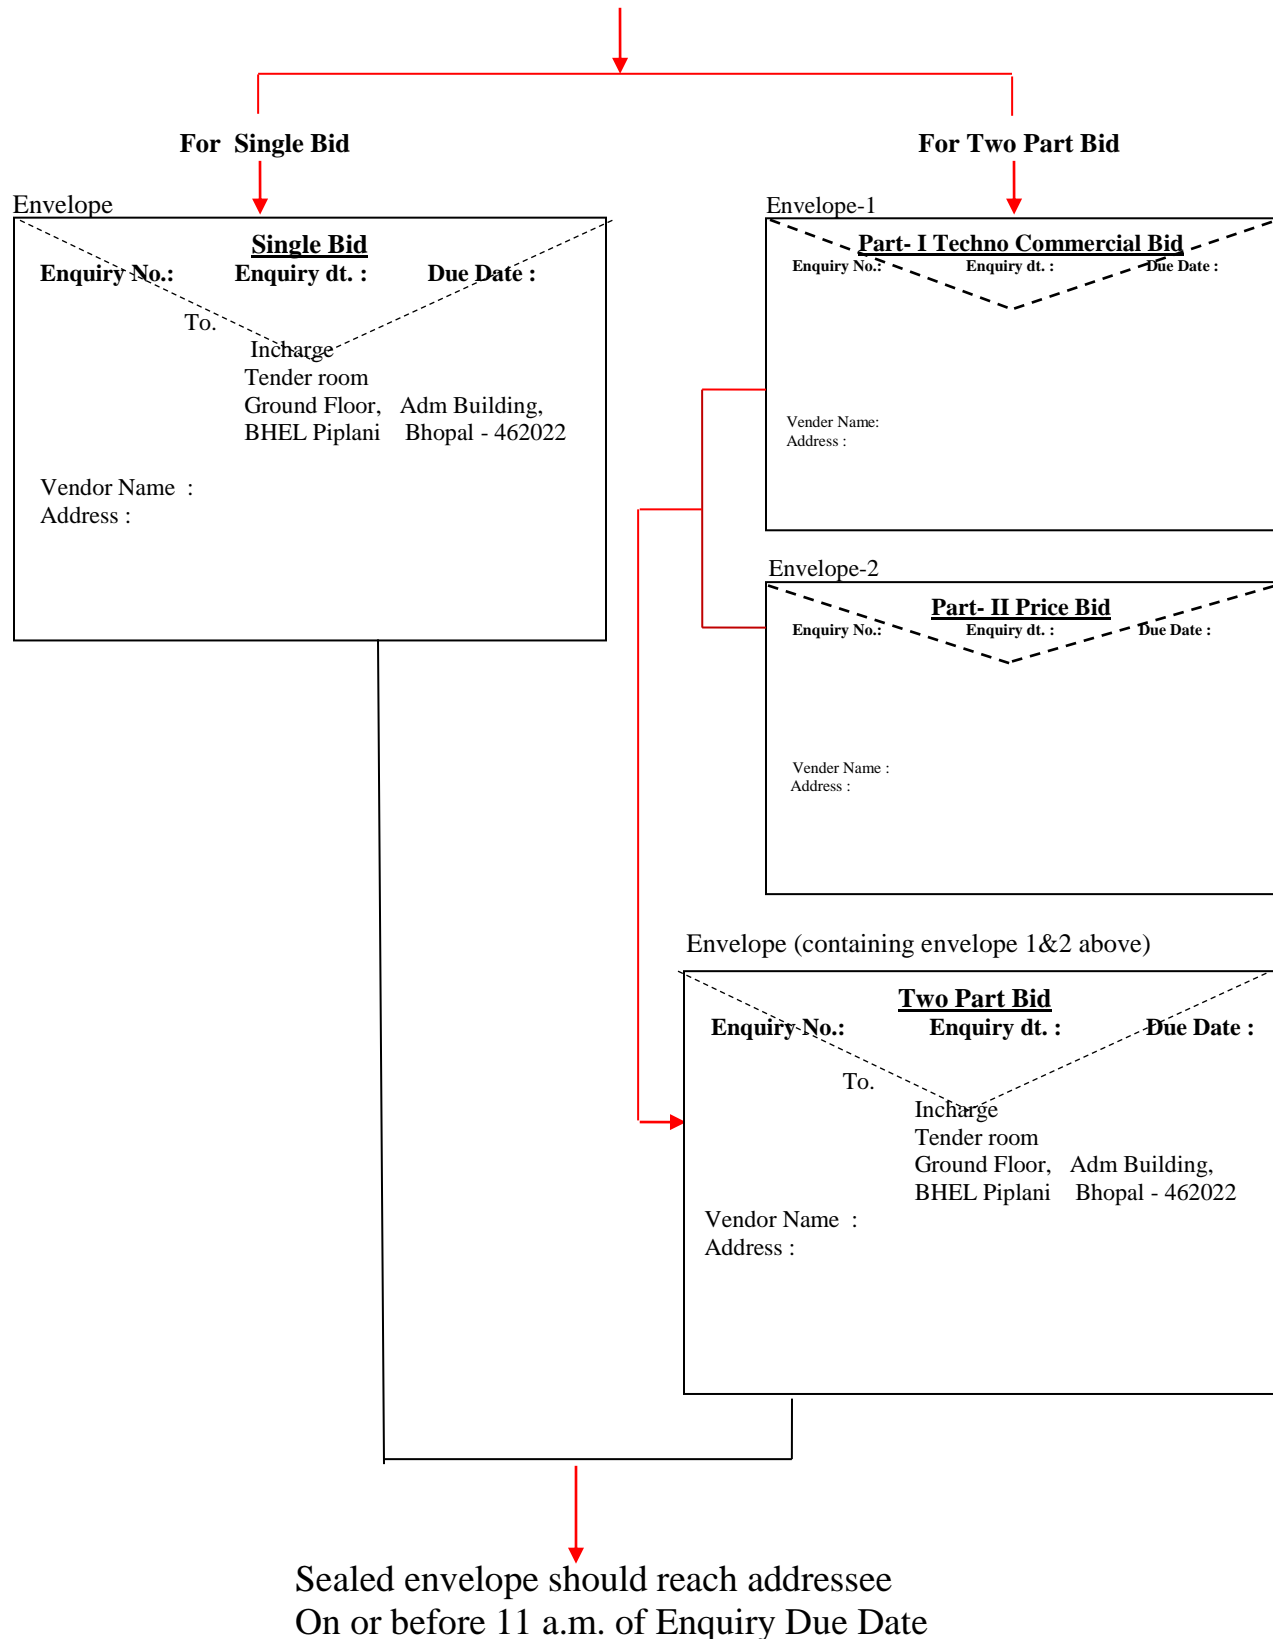 For Single Bid
For Two Part Bid
Envelope
Single Bid
Enquiry No.: Enquiry dt. : Due Date :
To.
Incharge
Tender room
Ground Floor, Adm Building,
BHEL Piplani Bhopal - 462022
Vendor Name :
Address :
Envelope-1
Part- I Techno Commercial Bid
Enquiry No.: Enquiry dt. : Due Date :
Vender Name:
Address :
Envelope-2
Part- II Price Bid
Enquiry No.: Enquiry dt. : Due Date :
Vender Name :
Address :
Envelope (containing envelope 1&2 above)
Two Part Bid
Enquiry No.: Enquiry dt. : Due Date :
To.
Incharge
Tender room
Ground Floor, Adm Building,
BHEL Piplani Bhopal - 462022
Vendor Name :
Address :
Sealed envelope should reach addressee
On or before 11 a.m. of Enquiry Due Date